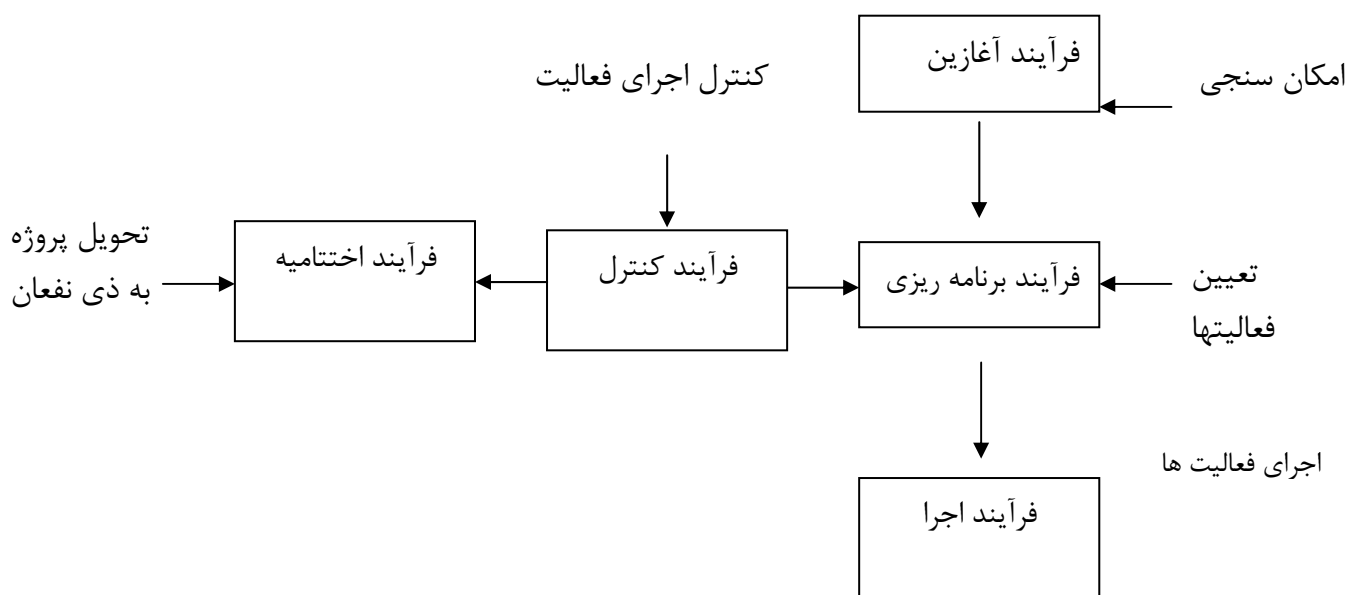 فرآیند آغازین
امکان سنجی
کنترل اجرای فعالیت
فرآیند برنامه ریزی
تعیین
فعالیتها
فرآیند کنترل
فرآیند اختتامیه
تحویل پروژه
به ذی نفعان
اجرای فعالیت ها
فرآیند اجرا